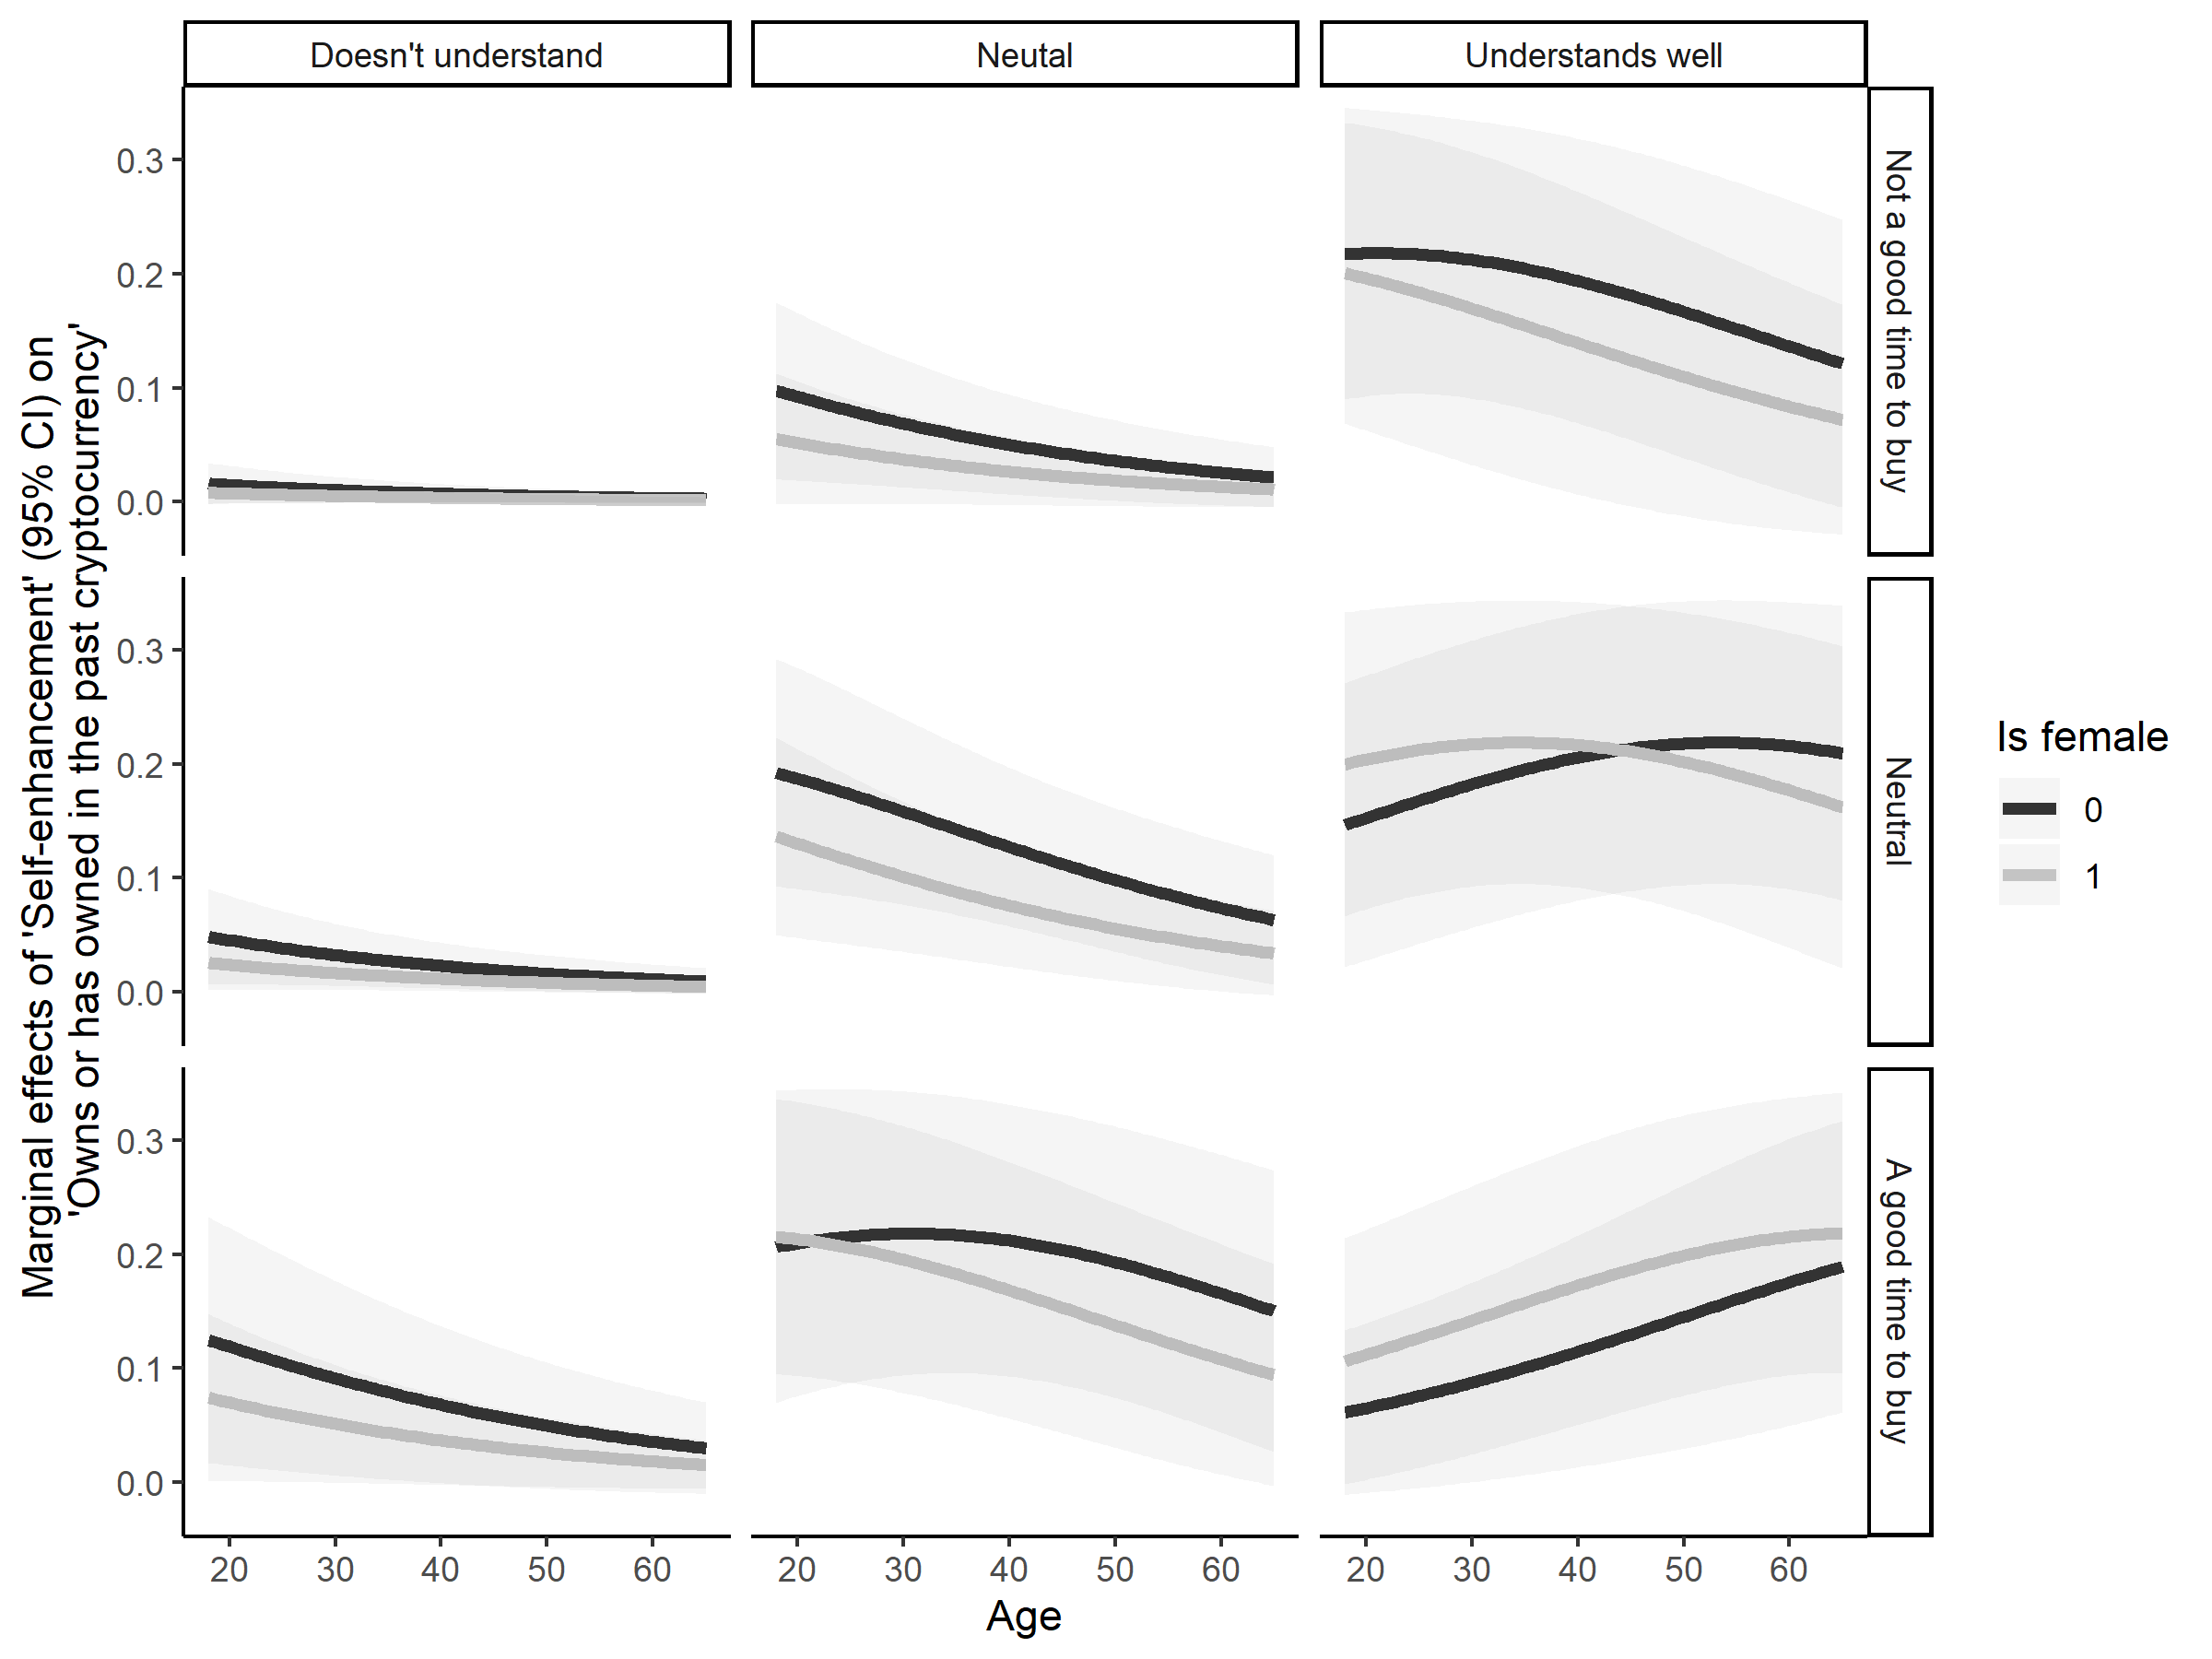 Doesn't understand
Neutal
Understands well
Marginal effects of 'Self-enhancement' (95% CI) on
'Owns or has owned in the past cryptocurrency'
0.3
0.2
0.1
0.0
Not a good time to buy
0.3
0.2
0.1
0.0
Neutral
0.3
0.2
0.1
0.0
A good time to buy
Is female
0
1
20 30 40 50 60 20 30 40 50 60 20 30 40 50 60
Age